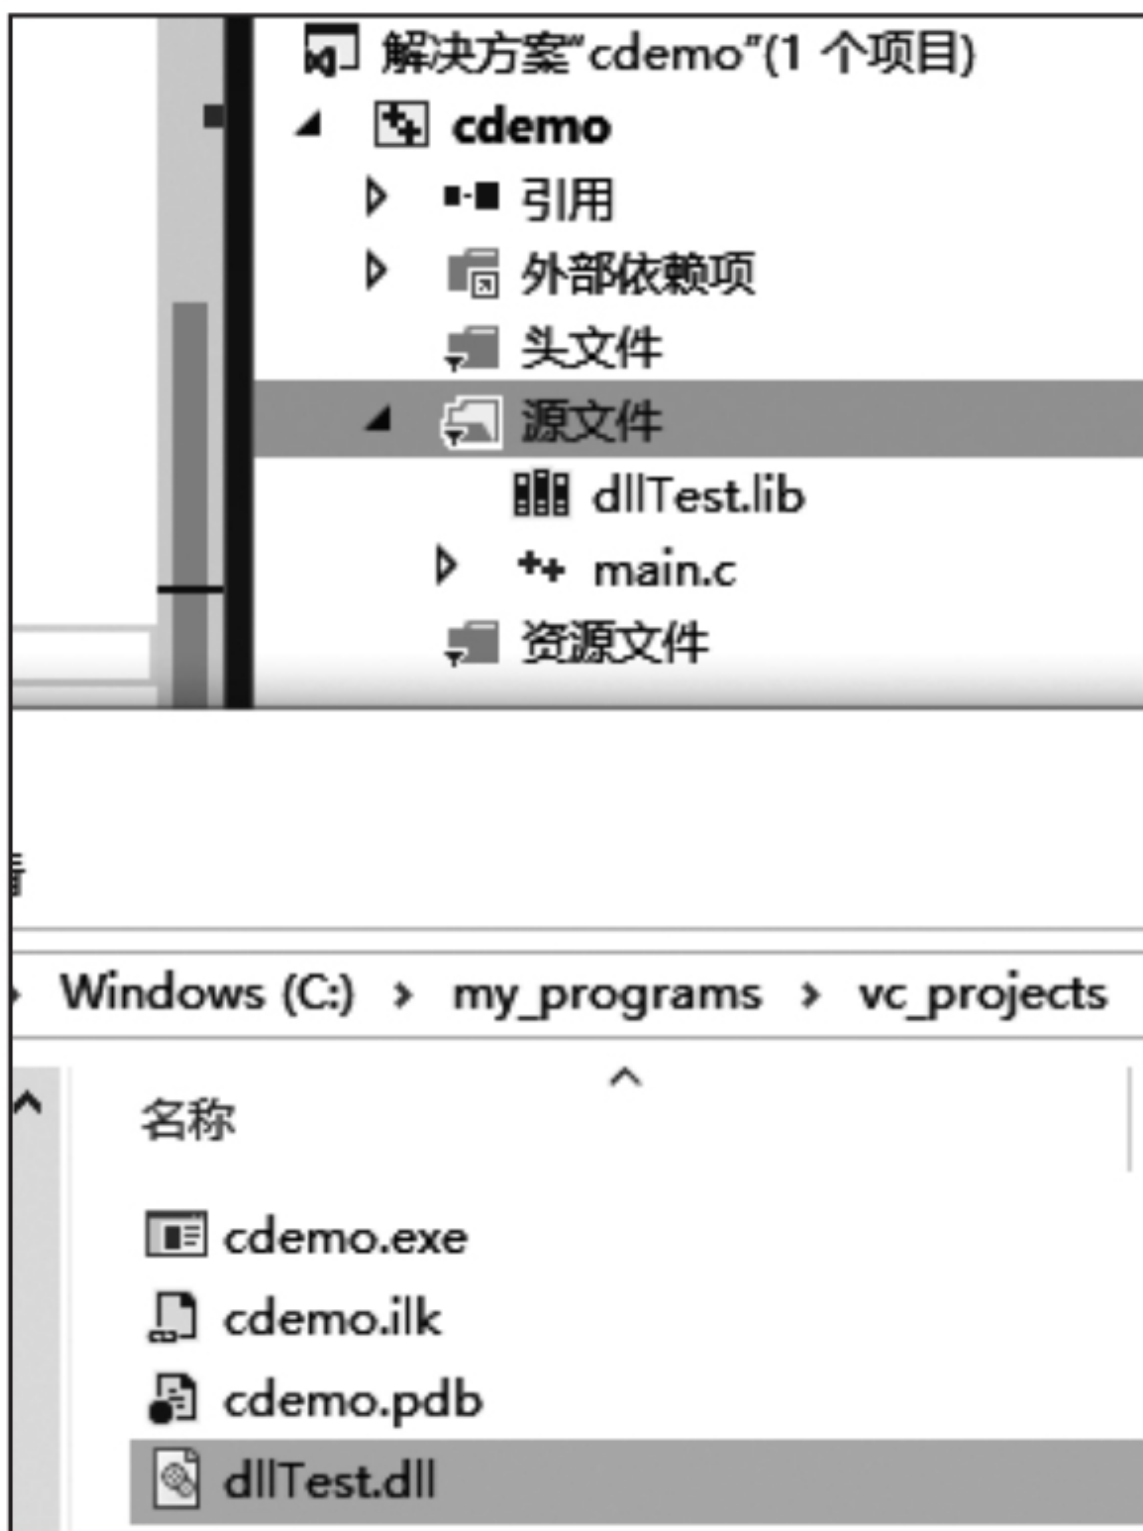 解决方案"cdemo"(1 个项目)
cdemo
引用
外部依赖项
头文件
源文件
dllTest.lib
main.c
资源文件
Windows (C:) › my_programs › vc_projects
名称
cdemo.exe
cdemo.ilk
cdemo.pdb
dllTest.dll